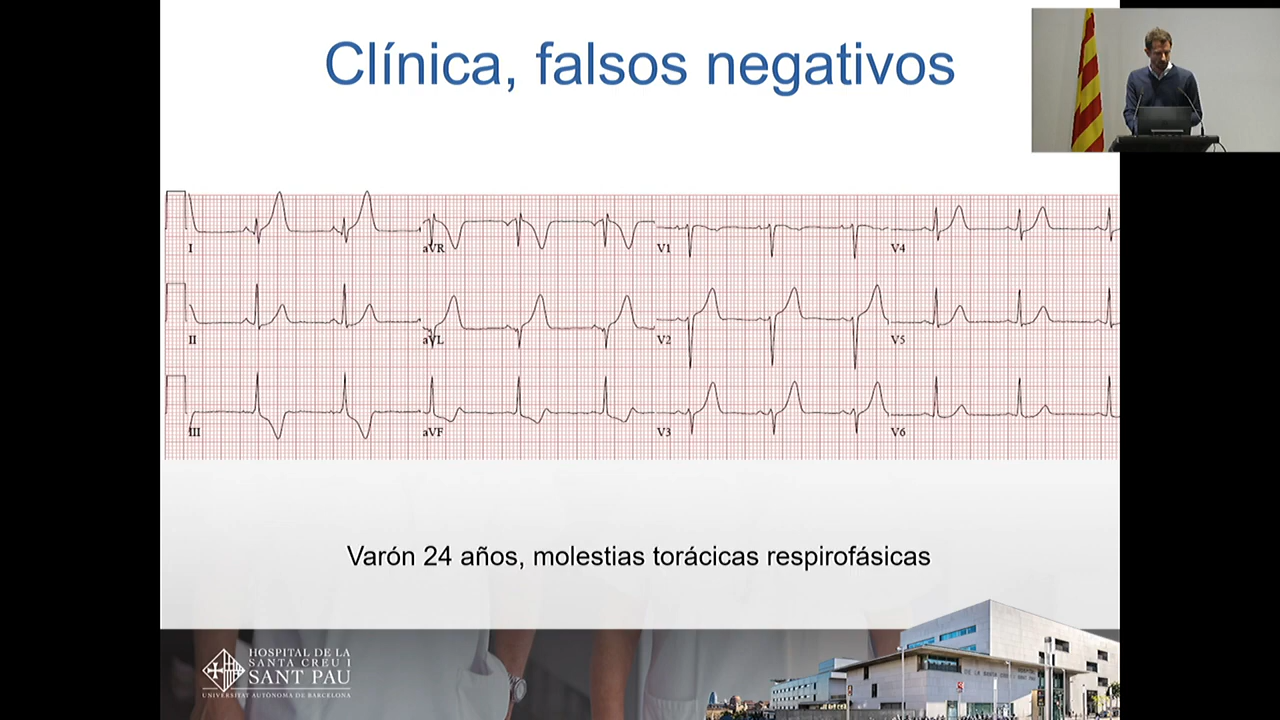 Clínica, falsos negativos
I
aVR
V1
V4
II
aVL
V2
V5
III
aVF
V3
V6
Varón 24 años, molestias torácicas respirofásicas
HOSPITAL DE LA
SANTA CREU I
SANT PAU
UNIVERSITAT AUTÒNOMA DE BARCELONA